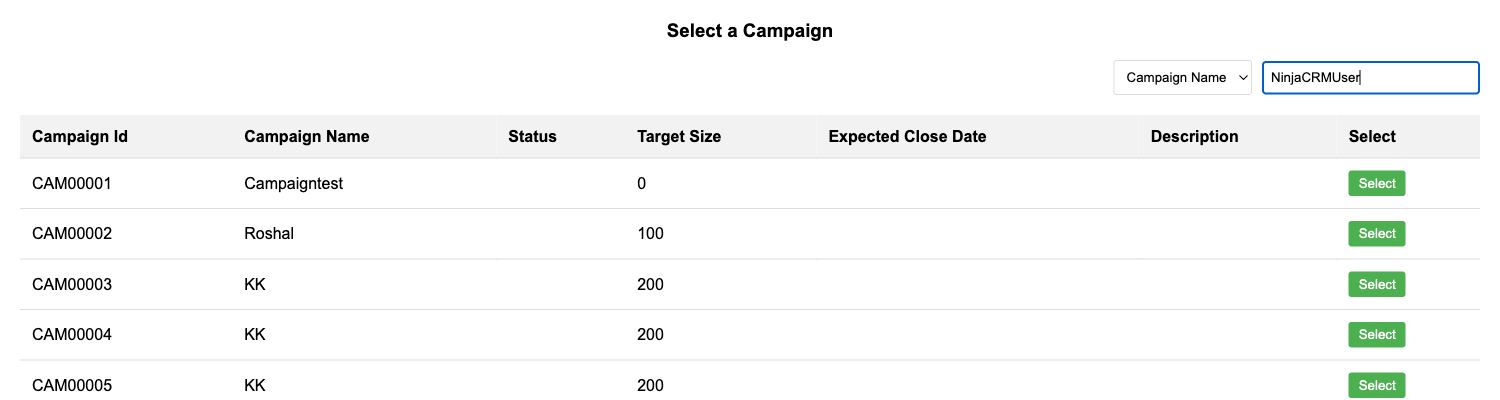 Select a Campaign
Campaign Name NinjaCRMUser
Campaign Id Campaign Name Status Target Size Expected Close Date Description Select
CAM00001 Campaigntest 0 Select
CAM00002 Roshal 100 Select
CAM00003 KK 200 Select
CAM00004 KK 200 Select
CAM00005 KK 200 Select